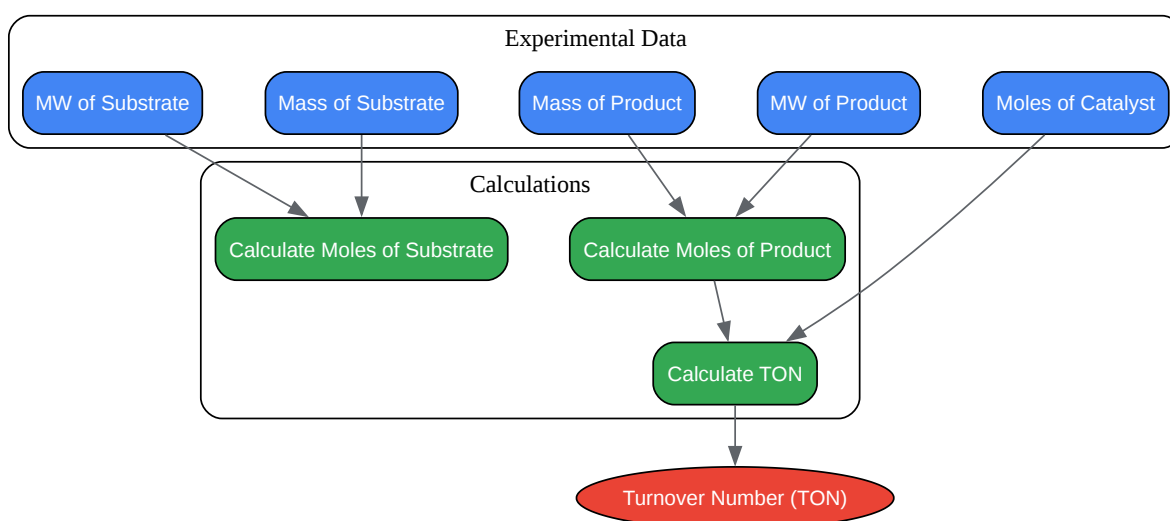 Experimental Data
MW of Substrate
Mass of Substrate
Mass of Product
MW of Product
Moles of Catalyst
Calculations
Calculate Moles of Substrate
Calculate Moles of Product
Calculate TON
Turnover Number (TON)